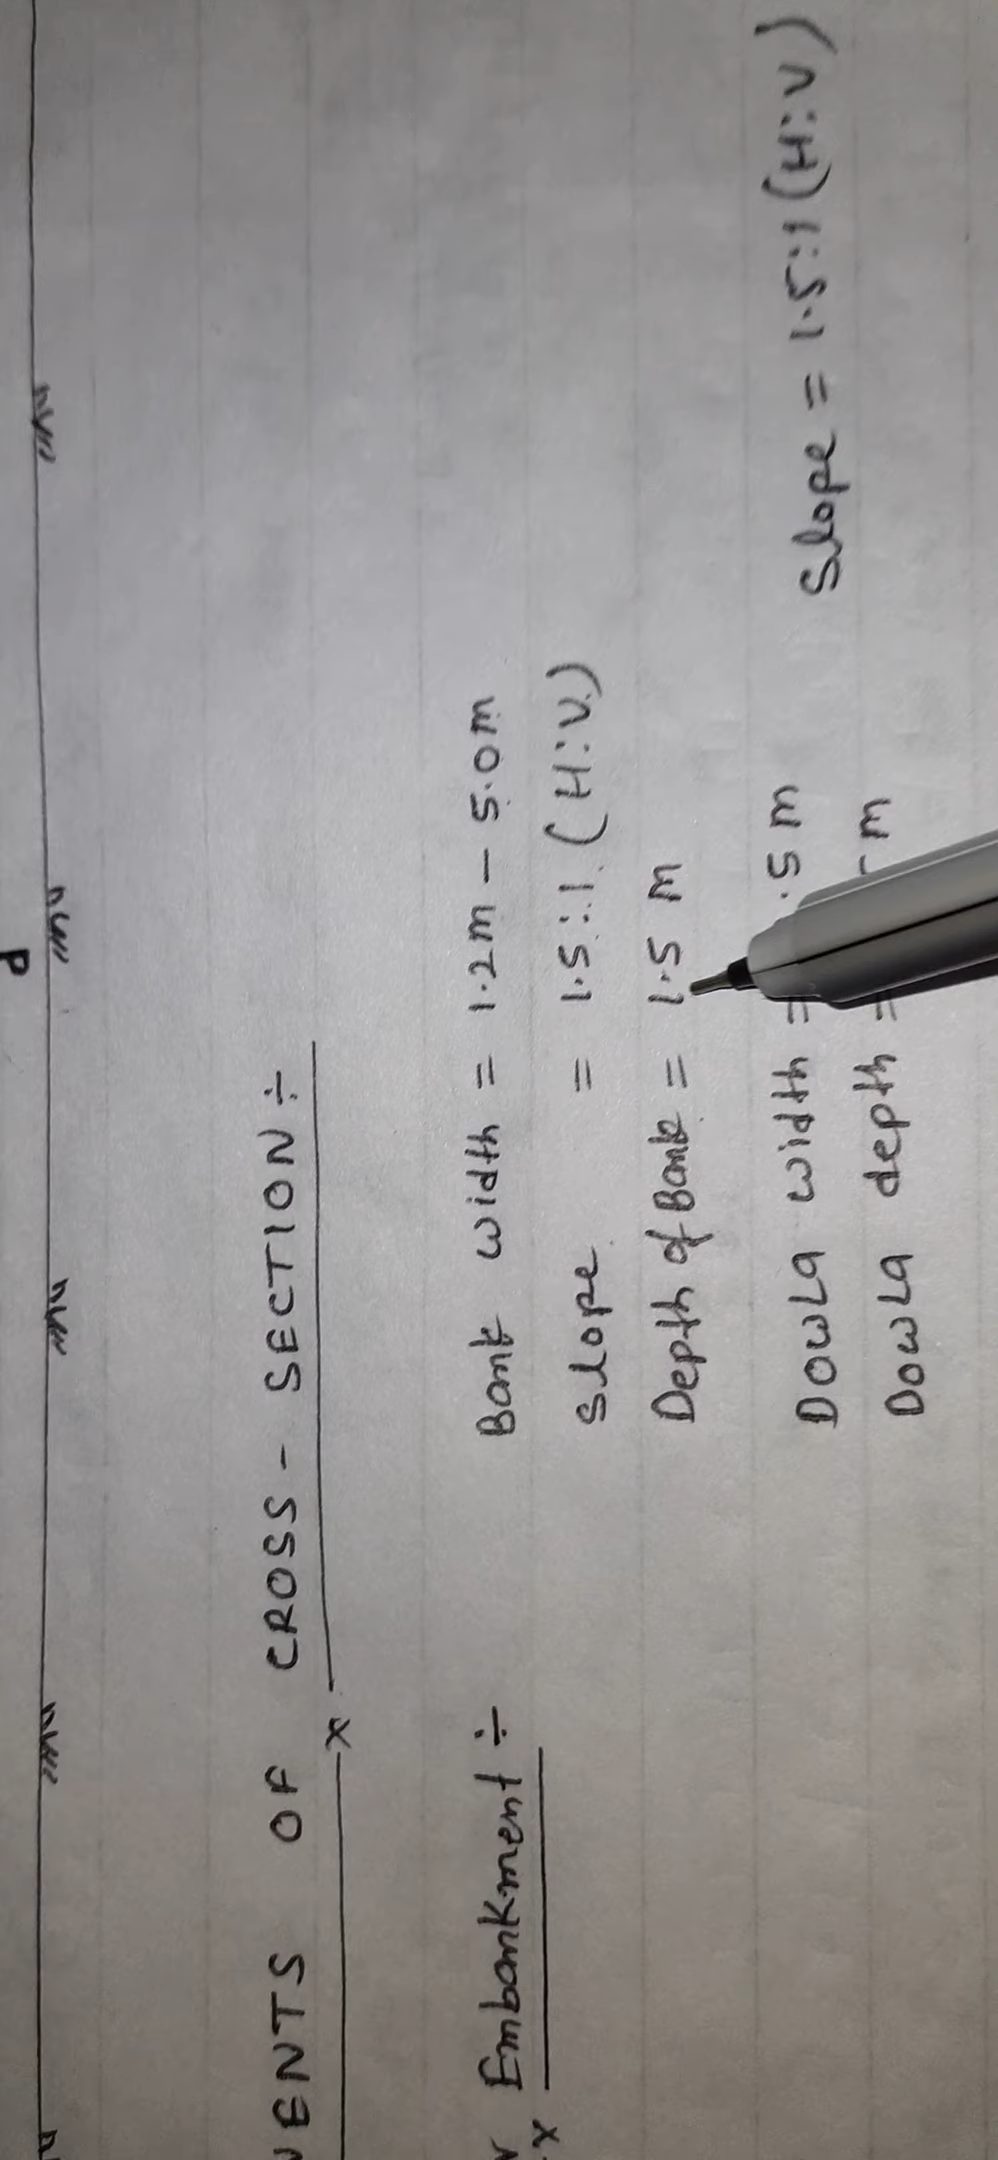 P
OF CROSS-SECTION÷
Embankment÷
Bank width = 1.2m - 5.0m
Slope = 1.5:1 (H:V)
Depth of Bank = 1.5 m
Dowla width = .5 m Slope = 1.5:1 (H:V)
Dowla depth = m